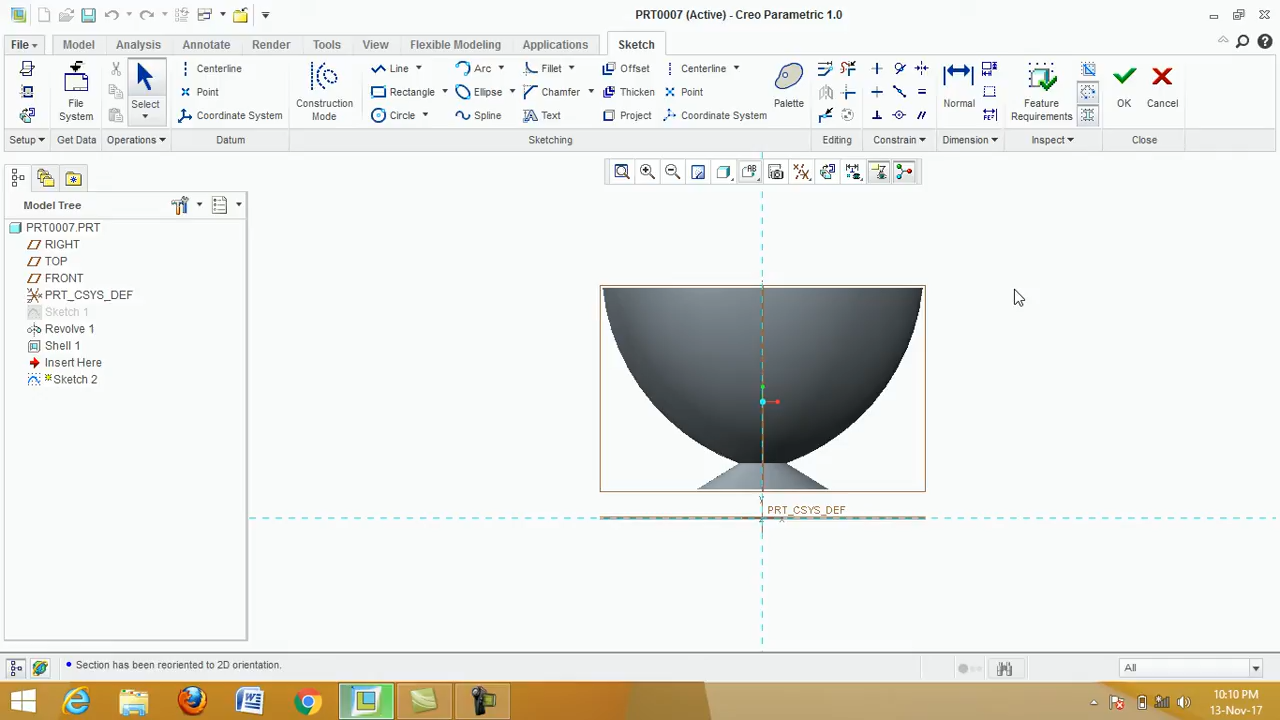 PRT0007 (Active) - Creo Parametric 1.0
File
Model
Analysis
Annotate
Render
Tools
View
Flexible Modeling
Applications
Sketch
File System
Select
Centerline
Point
Coordinate System
Construction Mode
Line
Arc
Fillet
Offset
Centerline
Rectangle
Ellipse
Chamfer
Thicken
Point
Circle
Spline
Text
Project
Coordinate System
Palette
Normal
Feature Requirements
OK
Cancel
Setup
Get Data
Operations
Datum
Sketching
Editing
Constrain
Dimension
Inspect
Close
Model Tree
PRT0007.PRT
RIGHT
TOP
FRONT
PRT_CSYS_DEF
Sketch 1
Revolve 1
Shell 1
Insert Here
Sketch 2
PRT_CSYS_DEF
Section has been reoriented to 2D orientation.
All
10:10 PM
13-Nov-17